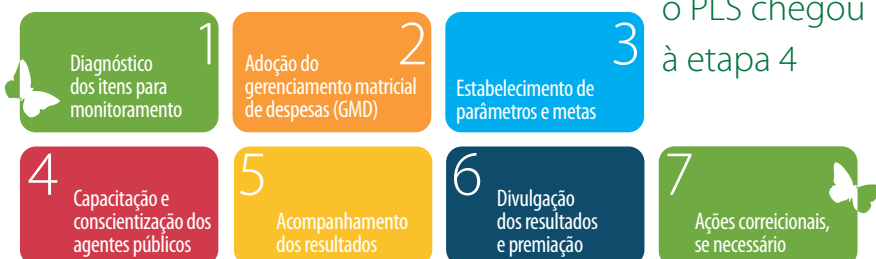 o PLS chegou
à etapa 4
1
Diagnóstico
dos itens para
monitoramento
2
Adoção do
gerenciamento matricial
de despesas (GMD)
3
Estabelecimento de
parâmetros e metas
4
Capacitação e
conscientização dos
agentes públicos
5
Acompanhamento
dos resultados
6
Divulgação
dos resultados
e premiação
7
Ações correicionais,
se necessário